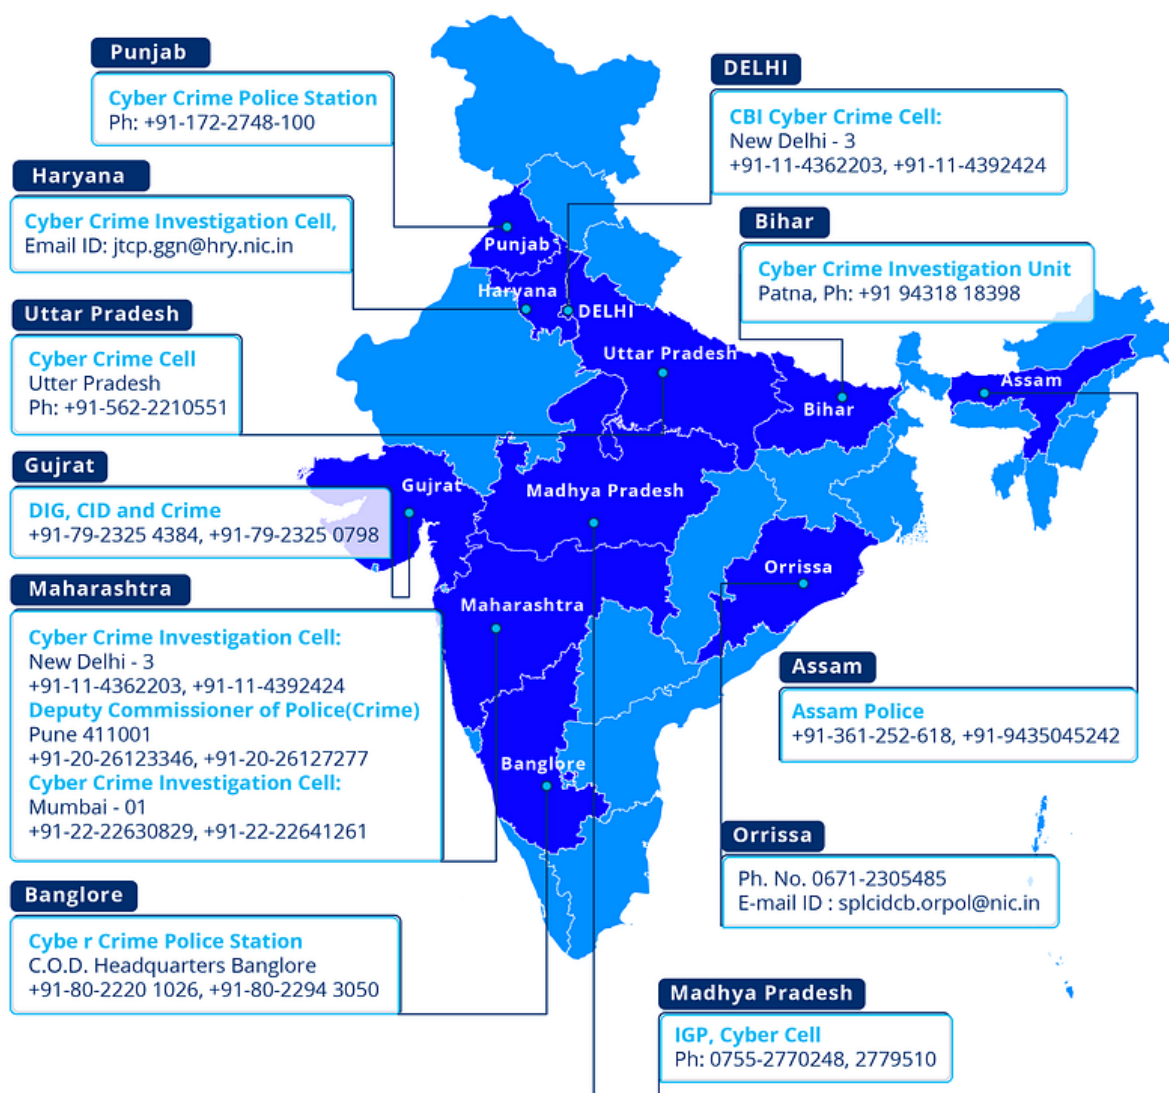 Punjab
Cyber Crime Police Station
Ph: +91-172-2748-100
DELHI
CBI Cyber Crime Cell:
New Delhi - 3
+91-11-4362203, +91-11-4392424
Haryana
Cyber Crime Investigation Cell,
Email ID: jtcp.ggn@hry.nic.in
Bihar
Cyber Crime Investigation Unit
Patna, Ph: +91 94318 18398
Uttar Pradesh
Cyber Crime Cell
Utter Pradesh
Ph: +91-562-2210551
Punjab
Haryana
DELHI
Uttar Pradesh
Bihar
Assam
Gujrat
Madhya Pradesh
Orrissa
Maharashtra
Banglore
Gujrat
DIG, CID and Crime
+91-79-2325 4384, +91-79-2325 0798
Maharashtra
Cyber Crime Investigation Cell:
New Delhi - 3
+91-11-4362203, +91-11-4392424
Deputy Commissioner of Police(Crime)
Pune 411001
+91-20-26123346, +91-20-26127277
Cyber Crime Investigation Cell:
Mumbai - 01
+91-22-22630829, +91-22-22641261
Assam
Assam Police
+91-361-252-618, +91-9435045242
Orrissa
Ph. No. 0671-2305485
E-mail ID : splcidcb.orpol@nic.in
Banglore
Cybe r Crime Police Station
C.O.D. Headquarters Banglore
+91-80-2220 1026, +91-80-2294 3050
Madhya Pradesh
IGP, Cyber Cell
Ph: 0755-2770248, 2779510